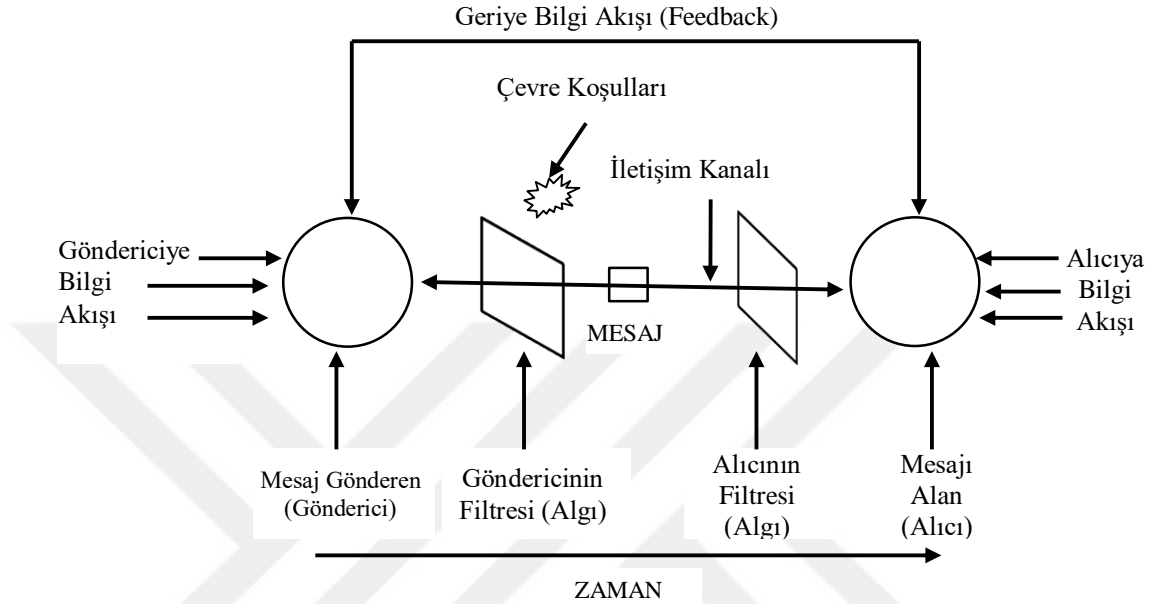 Geriye Bilgi Akışı (Feedback)
Çevre Koşulları
İletişim Kanalı
Göndericiye
Bilgi
Akışı
Alıcıya
Bilgi
Akışı
MESAJ
Mesaj Gönderen
(Gönderici)
Göndericinin
Filtresi (Algı)
Alıcının
Filtresi
(Algı)
Mesajı
Alan
(Alıcı)
ZAMAN